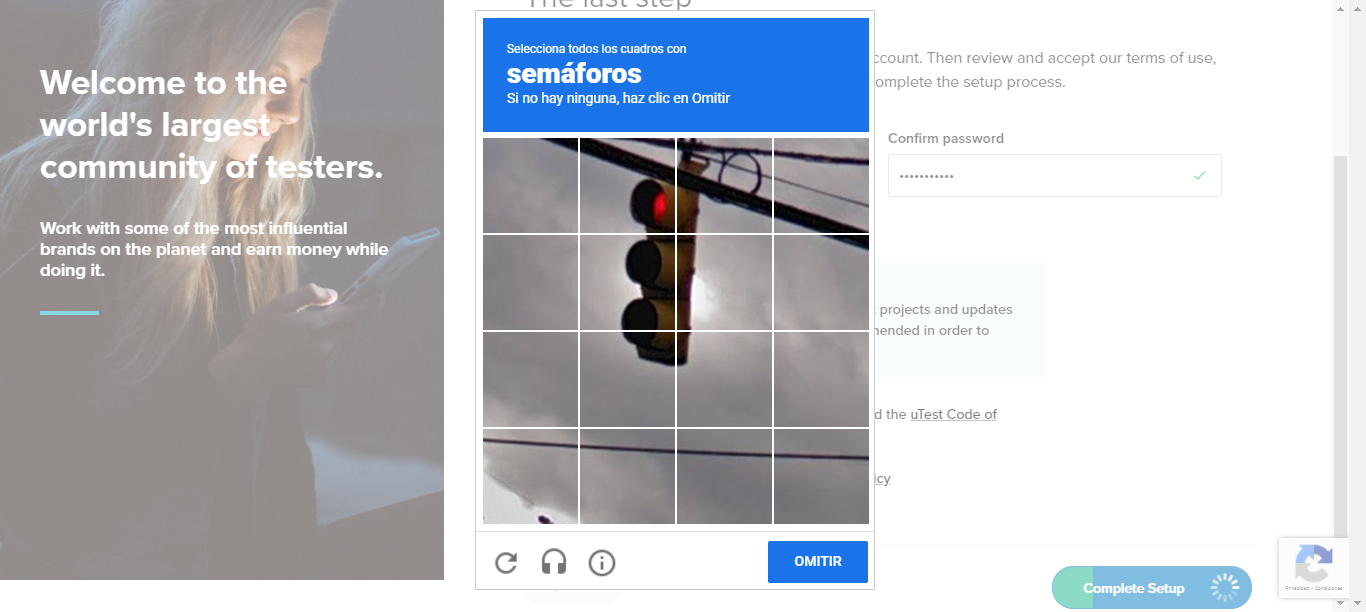 The last step
Welcome to the
world's largest
community of testers.
Work with some of the most influential
brands on the planet and earn money while
doing it.
Selecciona todos los cuadros con
semáforos
Si no hay ninguna, haz clic en Omitir
OMITIR
ccount. Then review and accept our terms of use,
omplete the setup process.
Confirm password
•••••••••••
projects and updates
nended in order to
d the uTest Code of
icy
Complete Setup
Privacidad - Condiciones